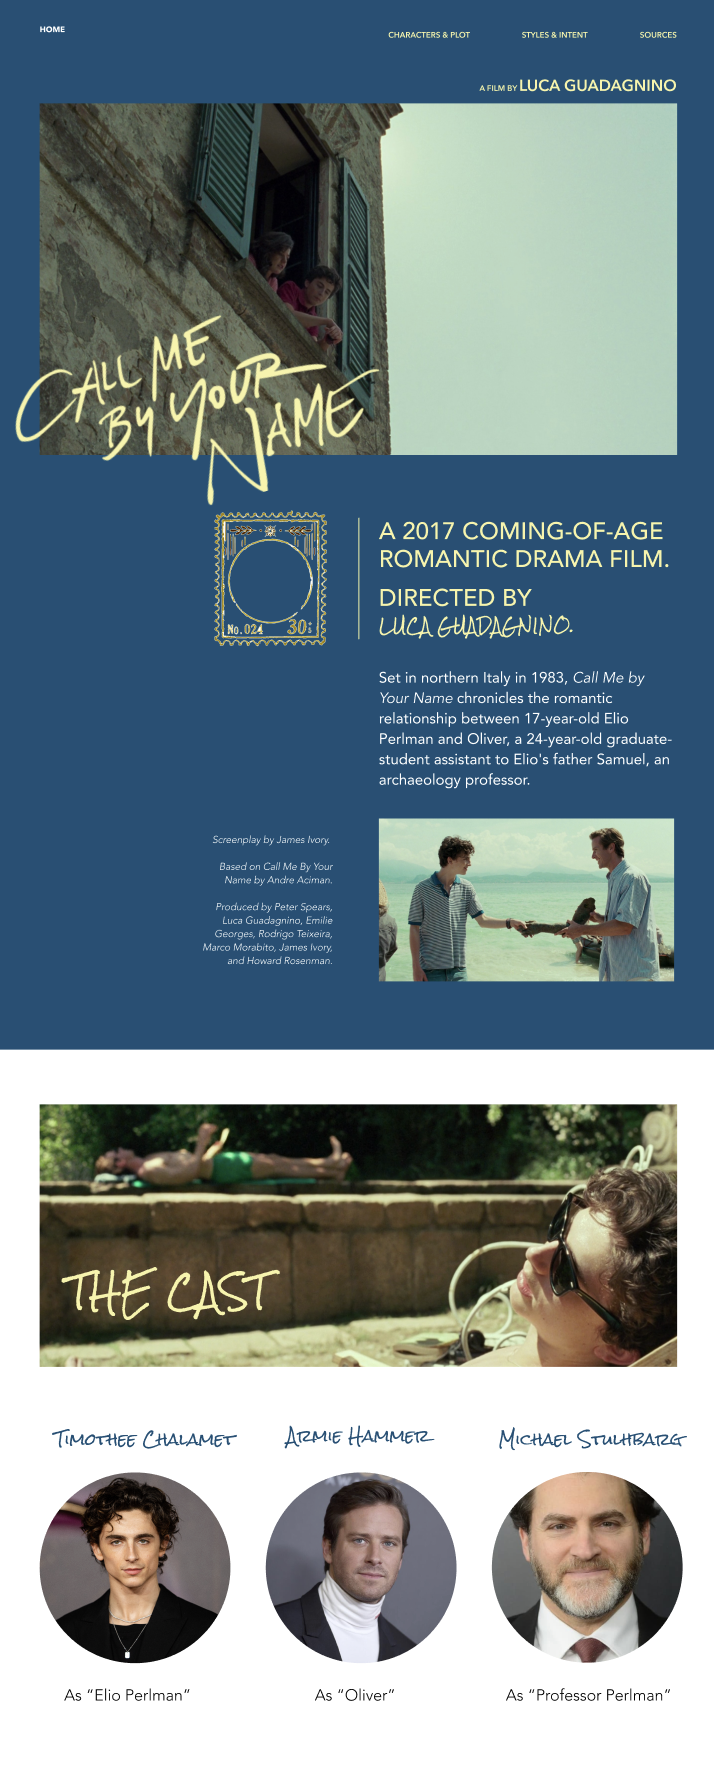 HOME
CHARACTERS & PLOT
STYLES & INTENT
SOURCES
A FILM BY LUCA GUADAGNINO
CALL ME
BY YOUR
NAME
A 2017 COMING-OF-AGE
ROMANTIC DRAMA FILM.
DIRECTED BY
LUCA GUADAGNINO.
No. 024 30¢
Set in northern Italy in 1983, Call Me by
Your Name chronicles the romantic
relationship between 17-year-old Elio
Perlman and Oliver, a 24-year-old graduate-
student assistant to Elio's father Samuel, an
archaeology professor.
Screenplay by James Ivory.
Based on Call Me By Your
Name by Andre Aciman.
Produced by Peter Spears,
Luca Guadagnino, Emilie
Georges, Rodrigo Teixeira,
Marco Morabito, James Ivory,
and Howard Rosenman.
THE CAST
TIMOTHEE CHALAMET
ARMIE HAMMER
MICHAEL STULHBARG
As “Elio Perlman”
As “Oliver”
As “Professor Perlman”